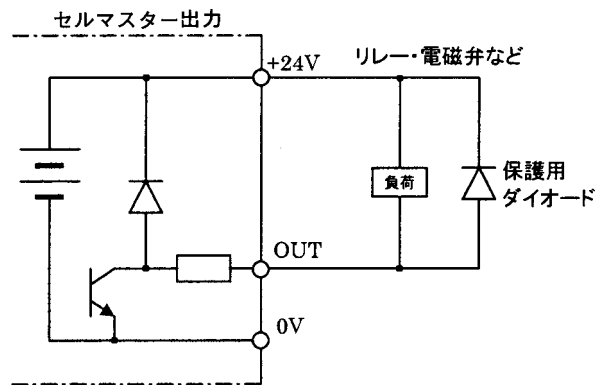 セルマスター出力
+24V
リレー・電磁弁など
負荷
保護用
ダイオード
OUT
0V